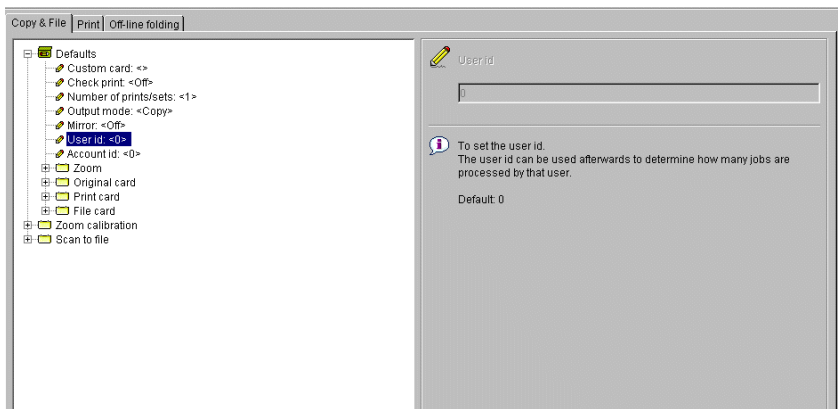 Copy & File
Print
Off-line folding
Defaults
Custom card: <>
Check print: <Off>
Number of prints/sets: <1>
Output mode: <Copy>
Mirror: <Off>
User id: <0>
Account id: <0>
Zoom
Original card
Print card
File card
Zoom calibration
Scan to file
User id
0
To set the user id.
The user id can be used afterwards to determine how many jobs are
processed by that user.
Default: 0